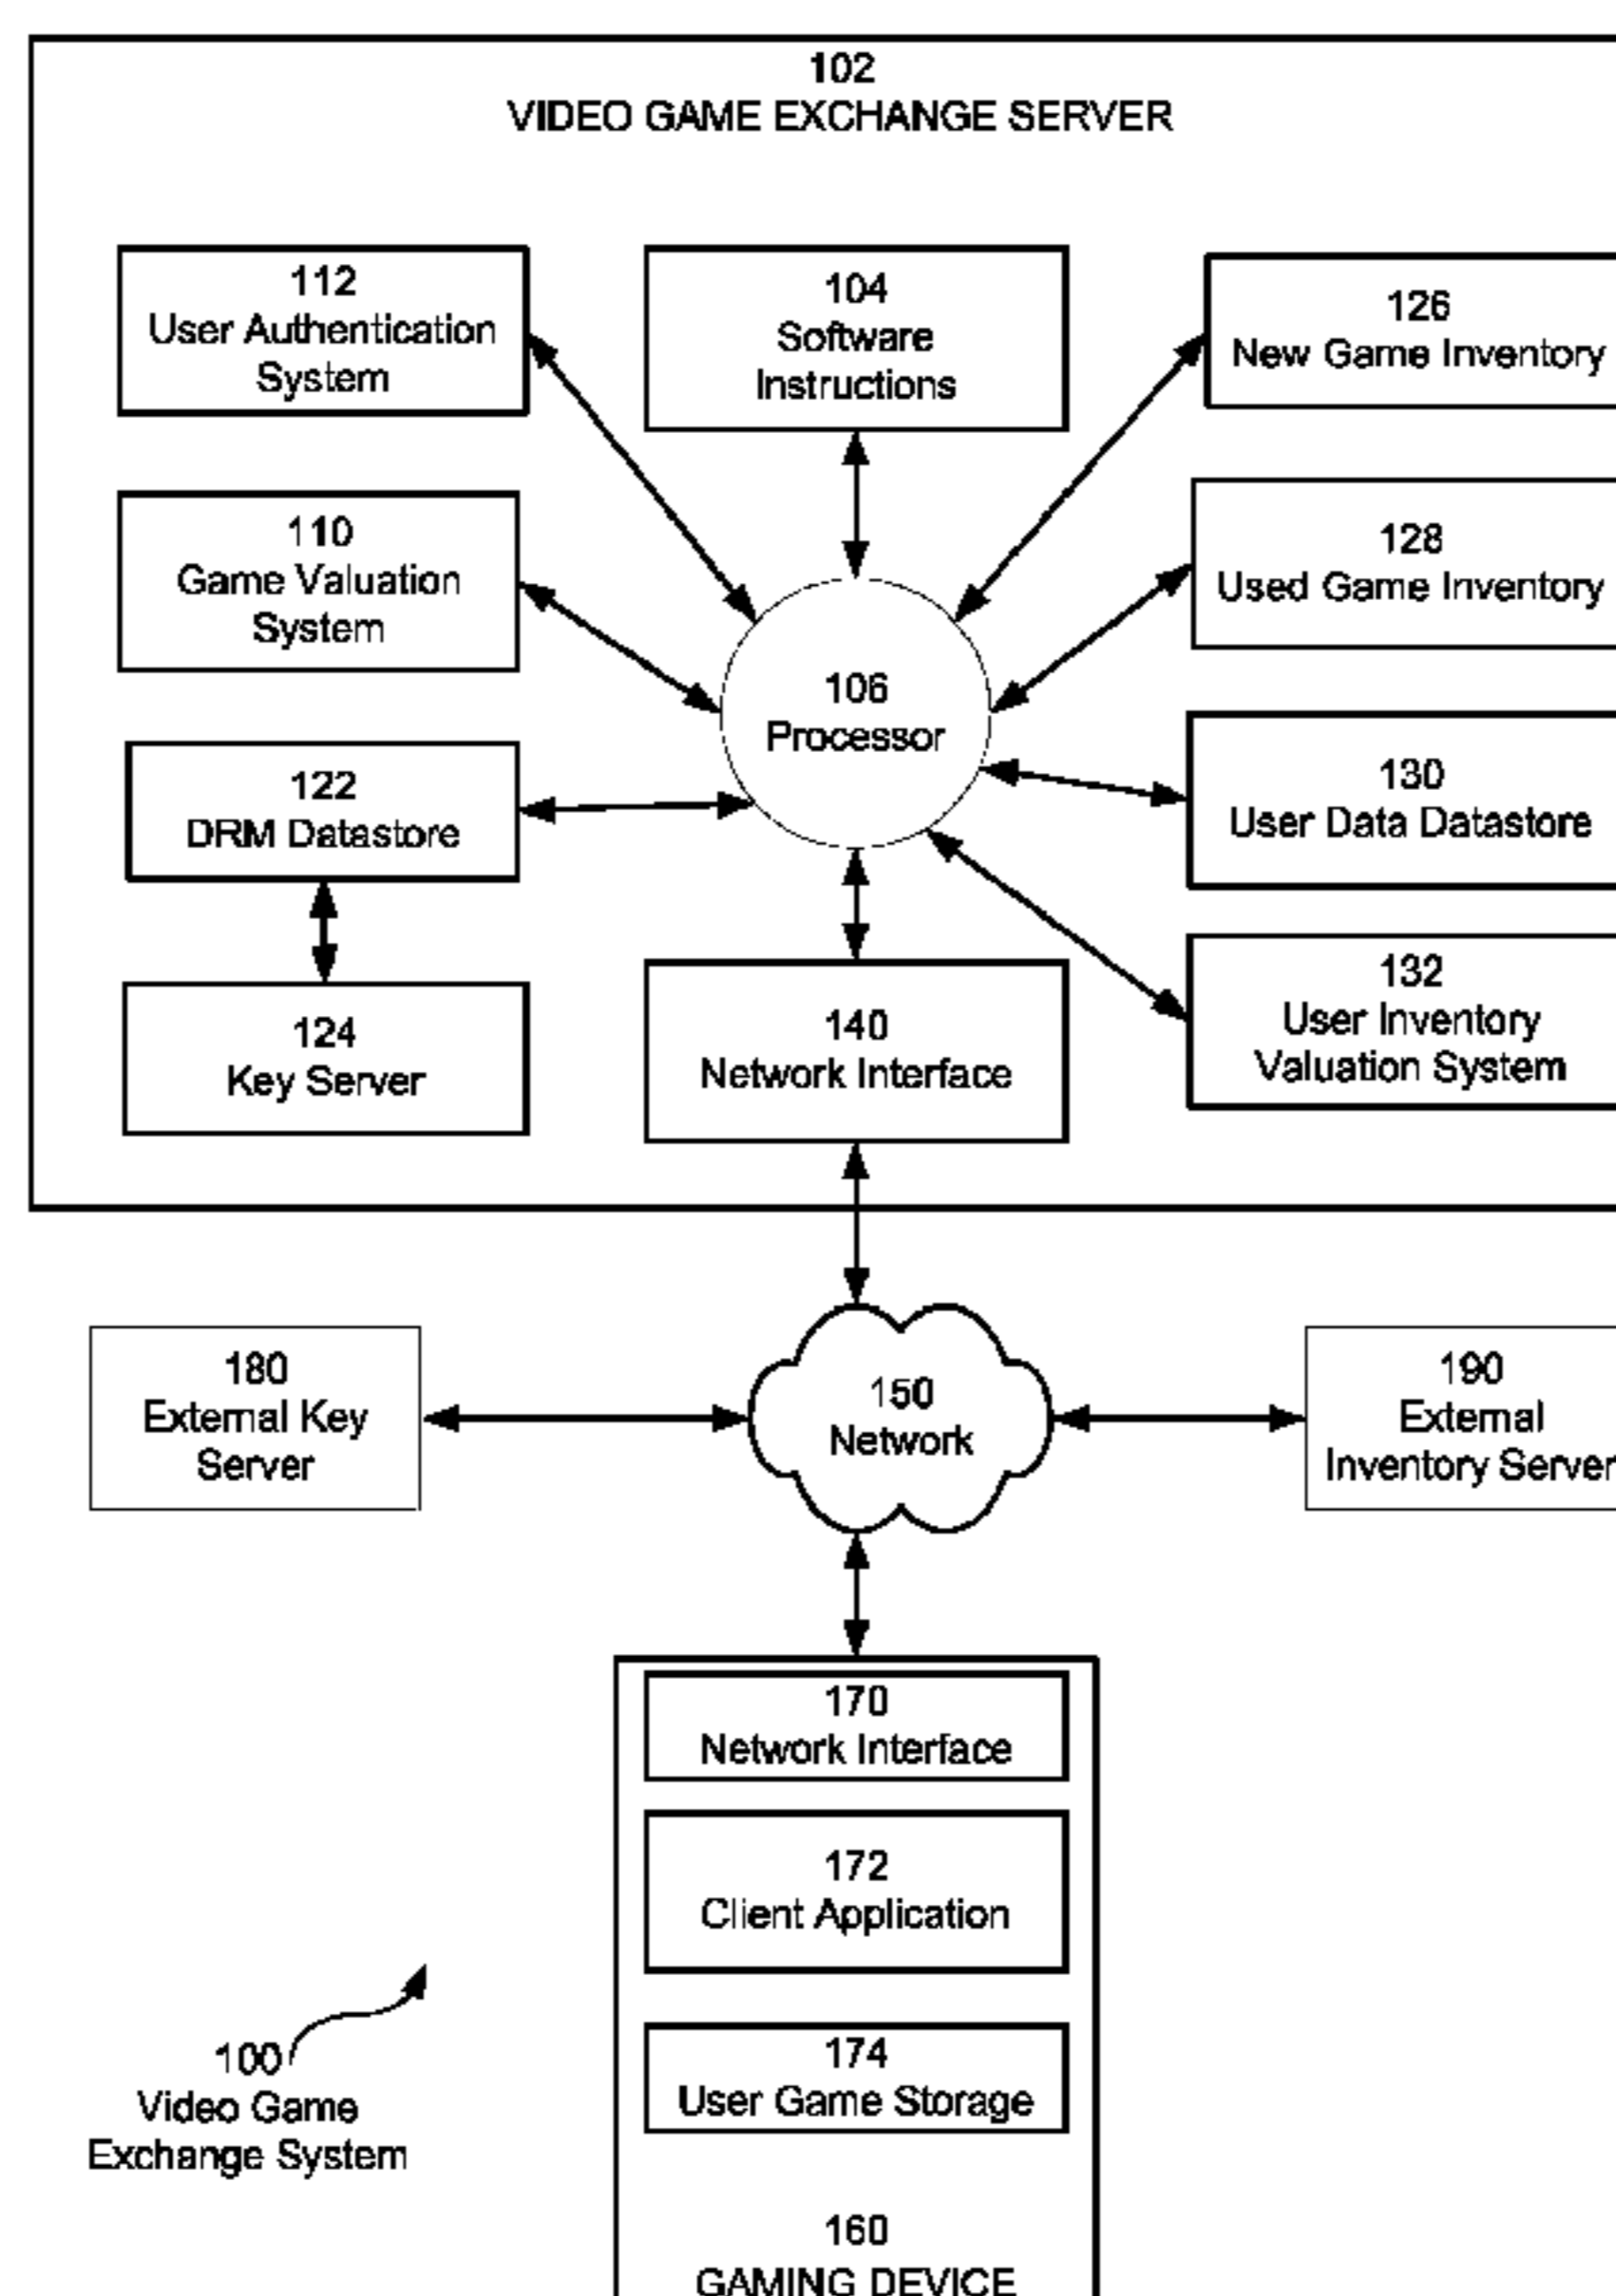 102
VIDEO GAME EXCHANGE SERVER
112
User Authentication
System
104
Software
Instructions
126
New Game Inventory
110
Game Valuation
System
128
Used Game Inventory
106
Processor
122
DRM Datastore
130
User Data Datastore
124
Key Server
140
Network Interface
132
User Inventory
Valuation System
180
External Key
Server
150
Network
190
External
Inventory Server
170
Network Interface
172
Client Application
174
User Game Storage
100
Video Game
Exchange System
160
GAMING DEVICE